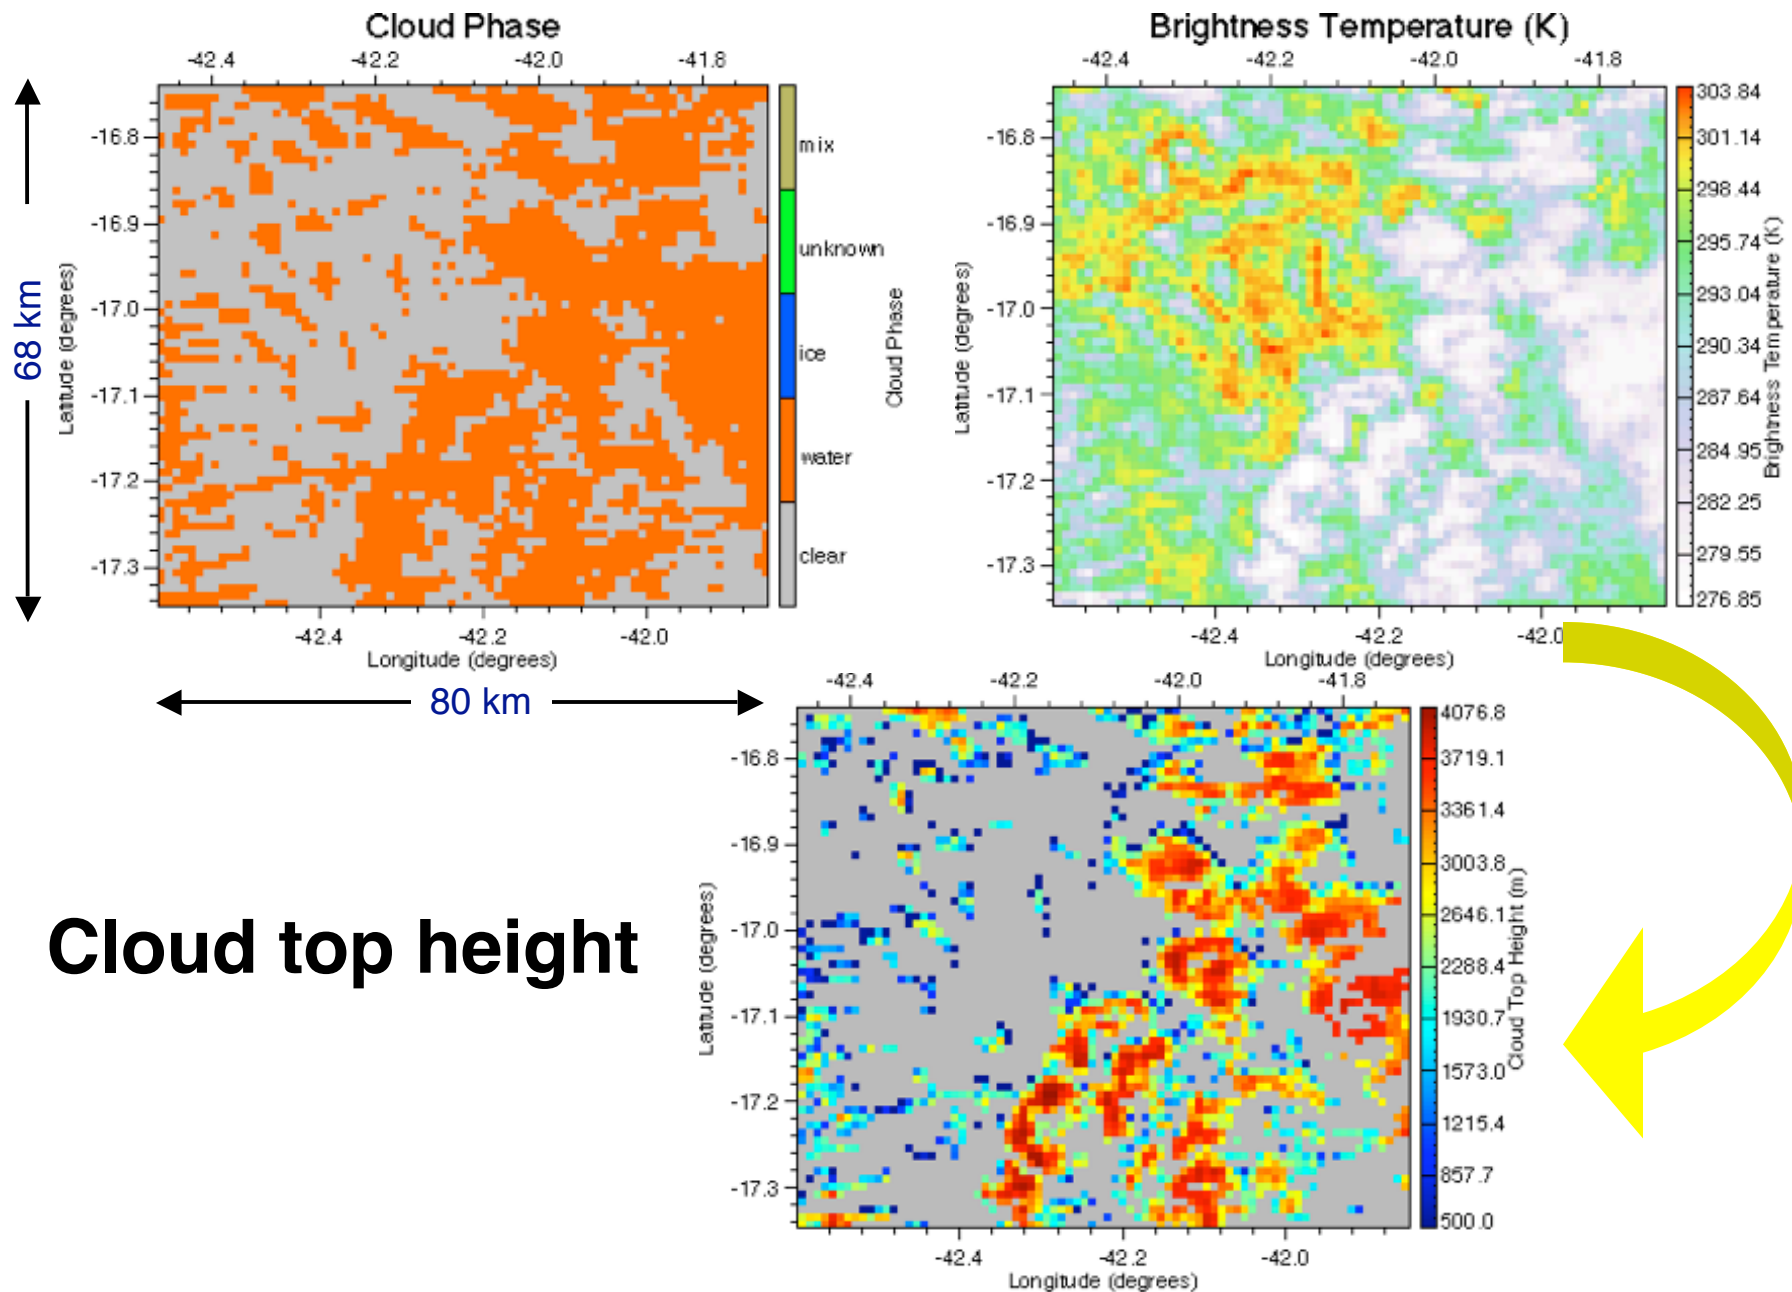 Cloud Phase
-42.4 -42.2 -42.0 -41.8
-16.8
-16.9
-17.0
-17.1
-17.2
-17.3
Latitude (degrees)
68 km
-42.4 -42.2 -42.0
Longitude (degrees)
80 km
mix
unknown
ice
water
clear
Cloud Phase
Brightness Temperature (K)
-42.4 -42.2 -42.0 -41.8
-16.8
-16.9
-17.0
-17.1
-17.2
-17.3
Latitude (degrees)
-42.4 -42.2 -42.0
Longitude (degrees)
303.84
301.14
298.44
295.74
293.04
290.34
287.64
284.95
282.25
279.55
276.85
Brightness Temperature (K)
Cloud top height
-42.4 -42.2 -42.0 -41.8
-16.8
-16.9
-17.0
-17.1
-17.2
-17.3
Latitude (degrees)
-42.4 -42.2 -42.0
Longitude (degrees)
4076.8
3719.1
3361.4
3003.8
2646.1
2288.4
1930.7
1573.0
1215.4
857.7
500.0
Cloud Top Height (m)